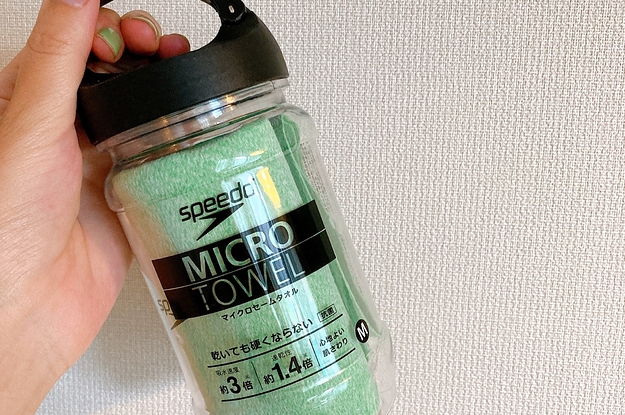 speedo
MICRO
TOWEL
マイクロセームタオル
乾いても硬くならない 抗菌
吸水速度
約3倍
速乾性
約1.4倍
心地よい
肌ざわり
M
sp